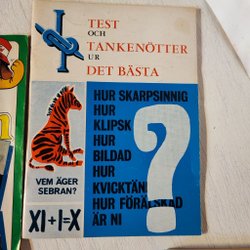 TEST
OCH
TANKENÖTTER
UR
DET BÄSTA
HUR SKARPSINNIG
HUR
KLIPSK
HUR
BILDAD
HUR
KVICKTÄN
HUR FÖRÄLSKAD
ÄR NI
?
VEM ÄGER
SEBRAN?
XI+I=X